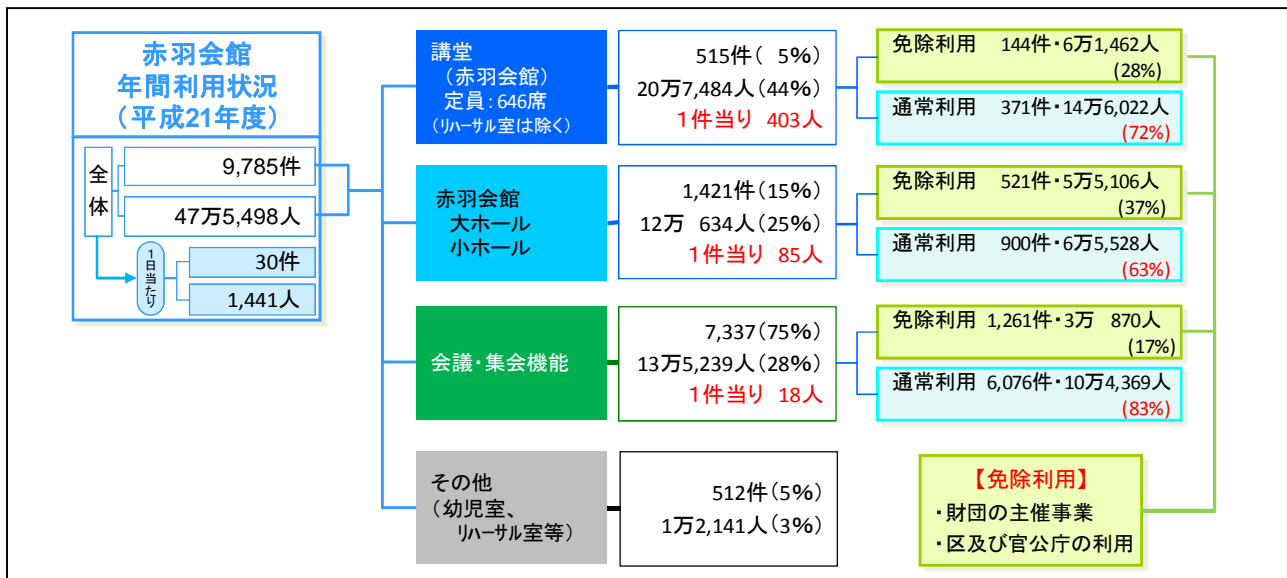 赤羽会館
年間利用状況
（平成21年度）
全体
9,785件
47万5,498人
1日当たり
30件
1,441人
講堂
（赤羽会館）
定員：646席
（ﾘﾊｰｻﾙ室は除く）
515件（ 5%）
20万7,484人（44%）
１件当り 403人
免除利用 144件・6万1,462人
（28%）
通常利用 371件・14万6,022人
（72%）
赤羽会館
大ホール
小ホール
1,421件（15%）
12万 634人（25%）
１件当り 85人
免除利用 521件・5万5,106人
（37%）
通常利用 900件・6万5,528人
（63%）
会議・集会機能
7,337（75%）
13万5,239人（28%）
１件当り 18人
免除利用 1,261件・3万 870人
（17%）
通常利用 6,076件・10万4,369人
（83%）
その他
（幼児室、
ﾘﾊｰｻﾙ室等）
512件（5%）
1万2,141人（3%）
【免除利用】
・財団の主催事業
・区及び官公庁の利用